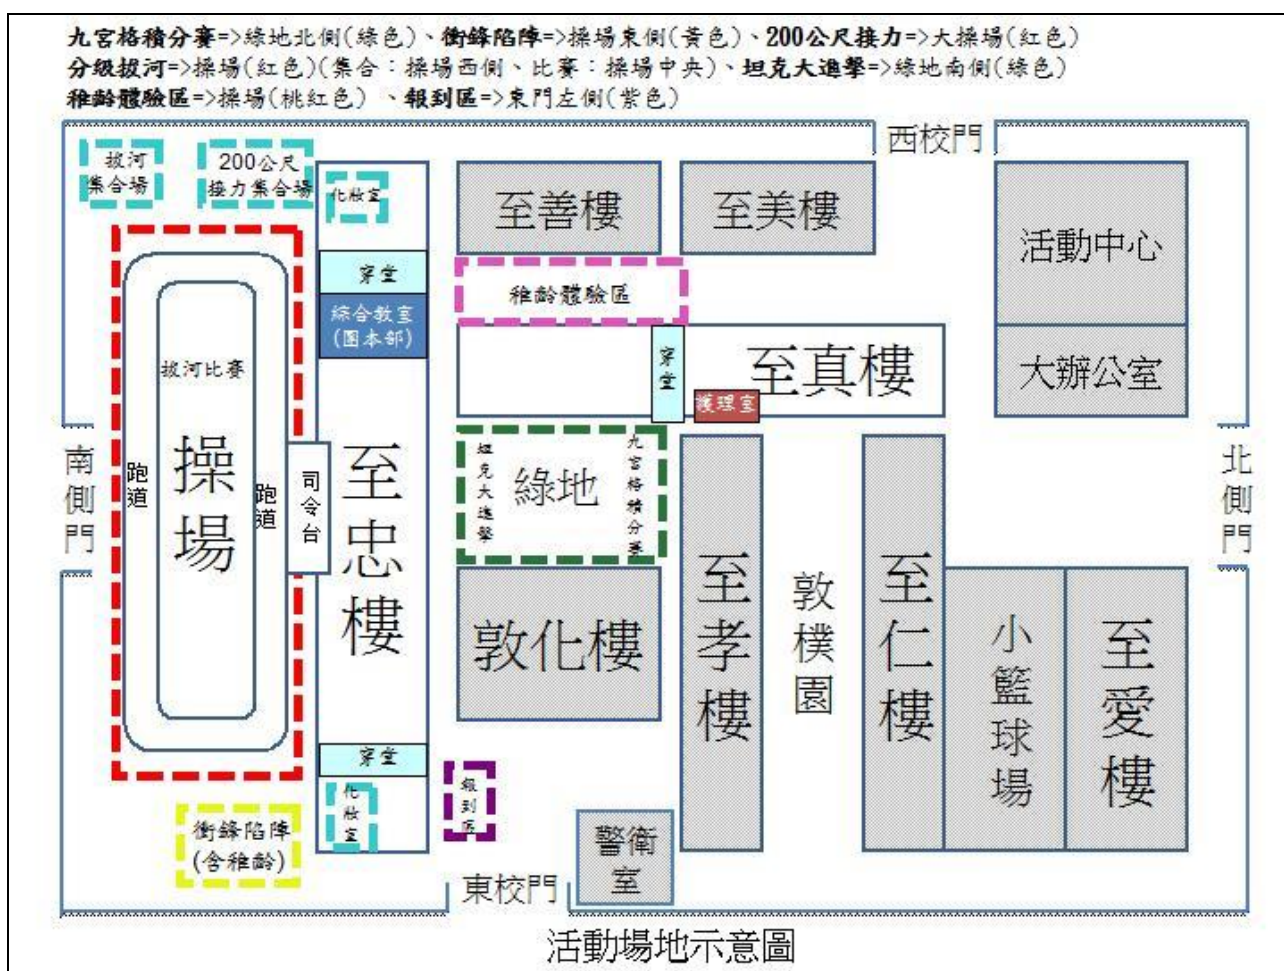 九宮格積分賽=>綠地北側(綠色)、衝鋒陷陣=>操場東側(黃色)、200公尺接力=>大操場(紅色)
分級拔河=>操場(紅色)(集合：操場西側、比賽：操場中央)、坦克大進擊=>綠地南側(綠色)
稚齡體驗區=>操場(桃紅色) 、報到區=>東門左側(紫色)
西校門
拔河
集合場
200公尺
接力集合場
化妝室
至善樓
至美樓
活動中心
穿堂
稚齡體驗區
綜合教室
(團本部)
拔河比賽
穿堂
至真樓
大辦公室
護理室
南側門
跑道
操場
跑道
司令台
至忠樓
坦克大進擊
綠地
九宮格積分賽
北側門
敦化樓
至孝樓
敦樸園
至仁樓
小籃球場
至愛樓
穿堂
化妝室
報到區
衝鋒陷陣
(含稚齡)
警衛室
東校門
活動場地示意圖